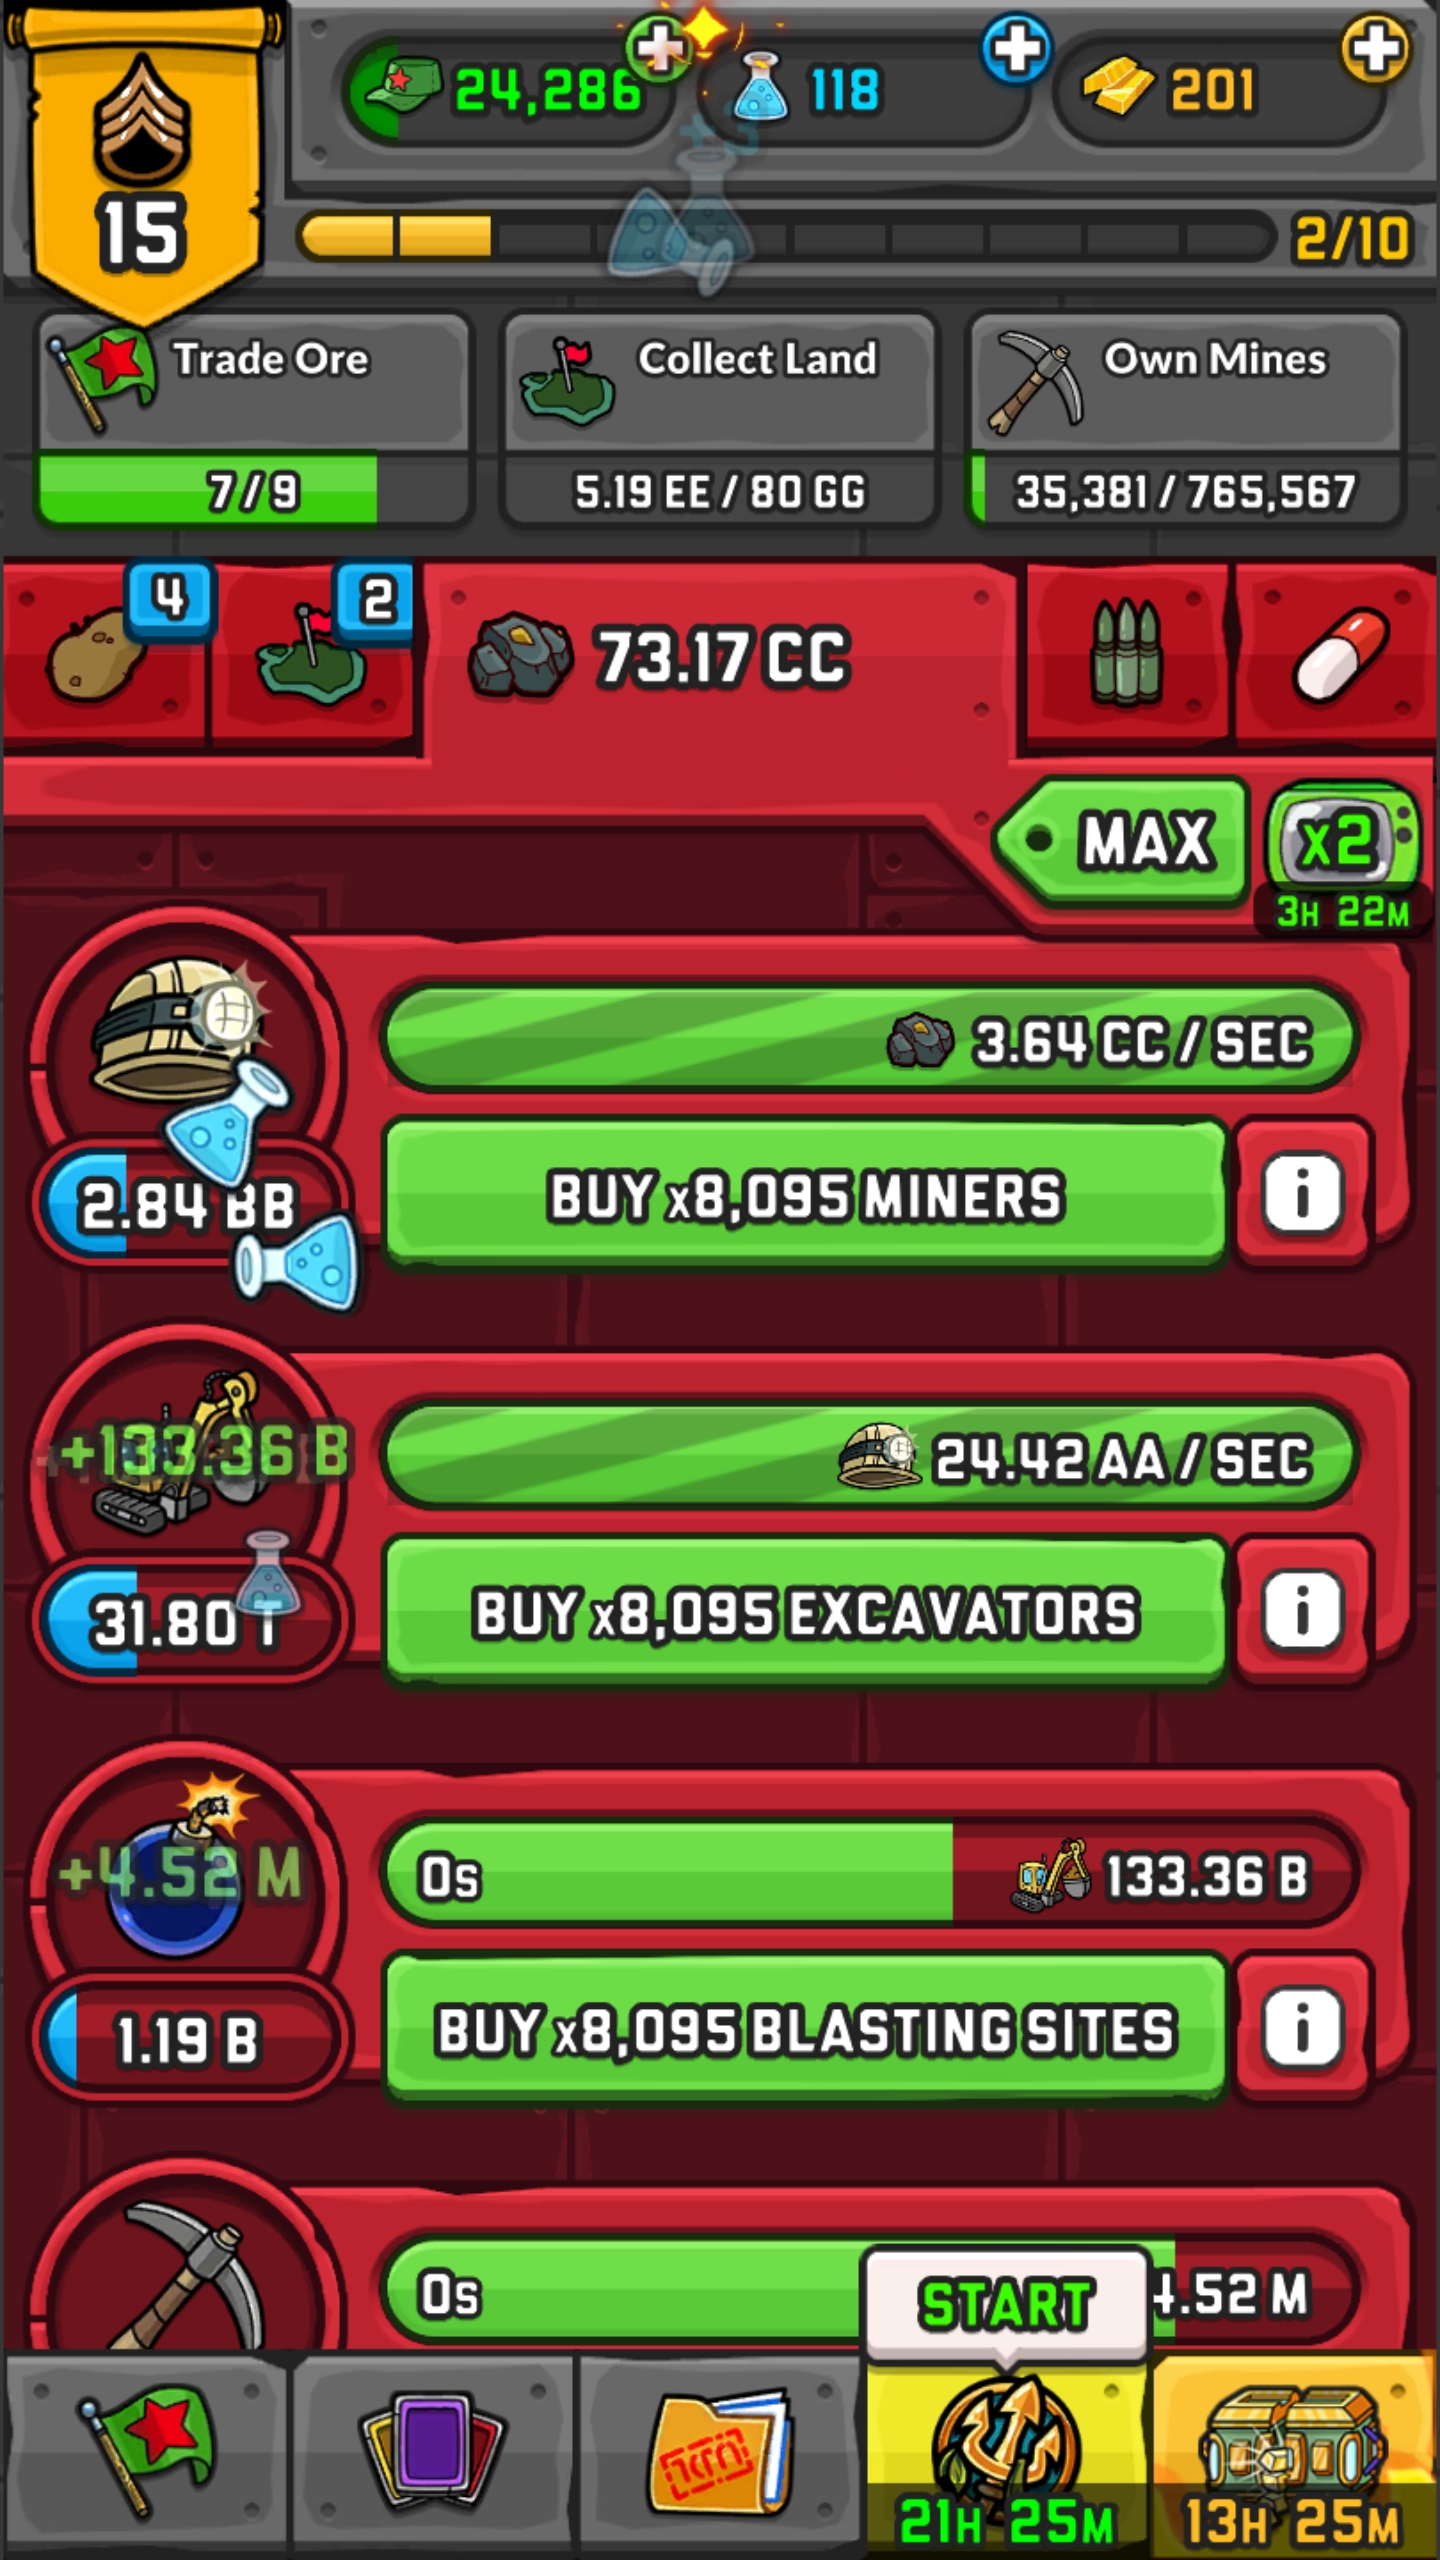 24,286
118
201
+3
15
2/10
Trade Ore
Collect Land
Own Mines
7/9
5.19 EE / 80 GG
35,381 / 765,567
4
2
73.17 CC
MAX
x2
3H 22M
3.64 CC / SEC
2.84 BB
BUY x8,095 MINERS
i
+133.36 B
24.42 AA / SEC
31.80 T
BUY x8,095 EXCAVATORS
i
+4.52 M
0s
133.36 B
1.19 B
BUY x8,095 BLASTING SITES
i
0s
4.52 M
START
21H 25M
13H 25M